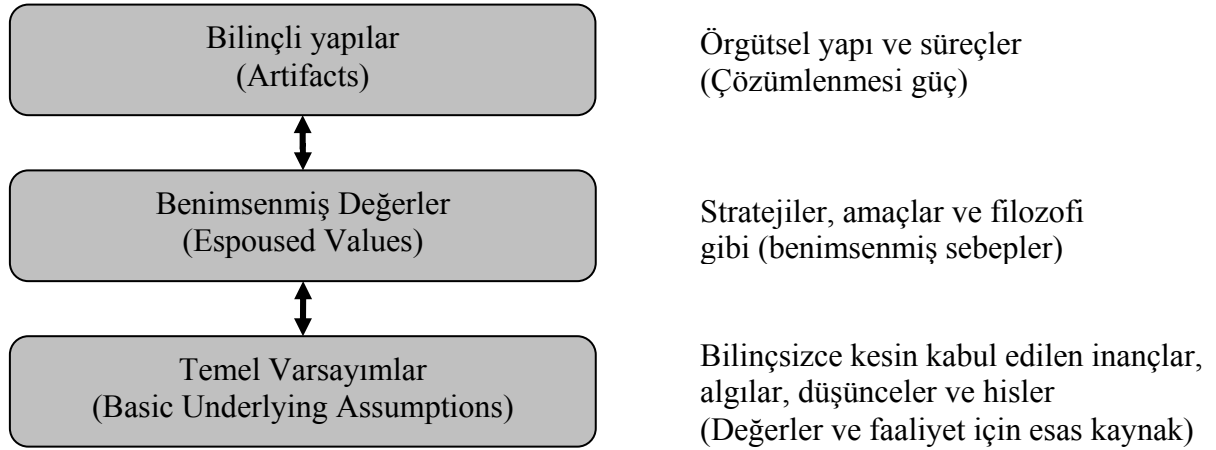 Bilinçli yapılar
(Artifacts)
Örgütsel yapı ve süreçler
(Çözümlenmesi güç)
Benimsenmiş Değerler
(Espoused Values)
Stratejiler, amaçlar ve filozofi
gibi (benimsenmiş sebepler)
Temel Varsayımlar
(Basic Underlying Assumptions)
Bilinçsizce kesin kabul edilen inançlar,
algılar, düşünceler ve hisler
(Değerler ve faaliyet için esas kaynak)